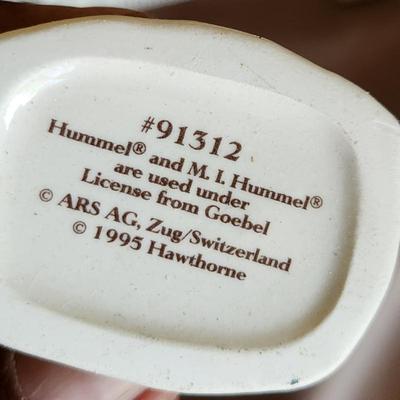 #91312
Hummel® and M. I. Hummel®
are used under
License from Goebel
© ARS AG, Zug/Switzerland
© 1995 Hawthorne